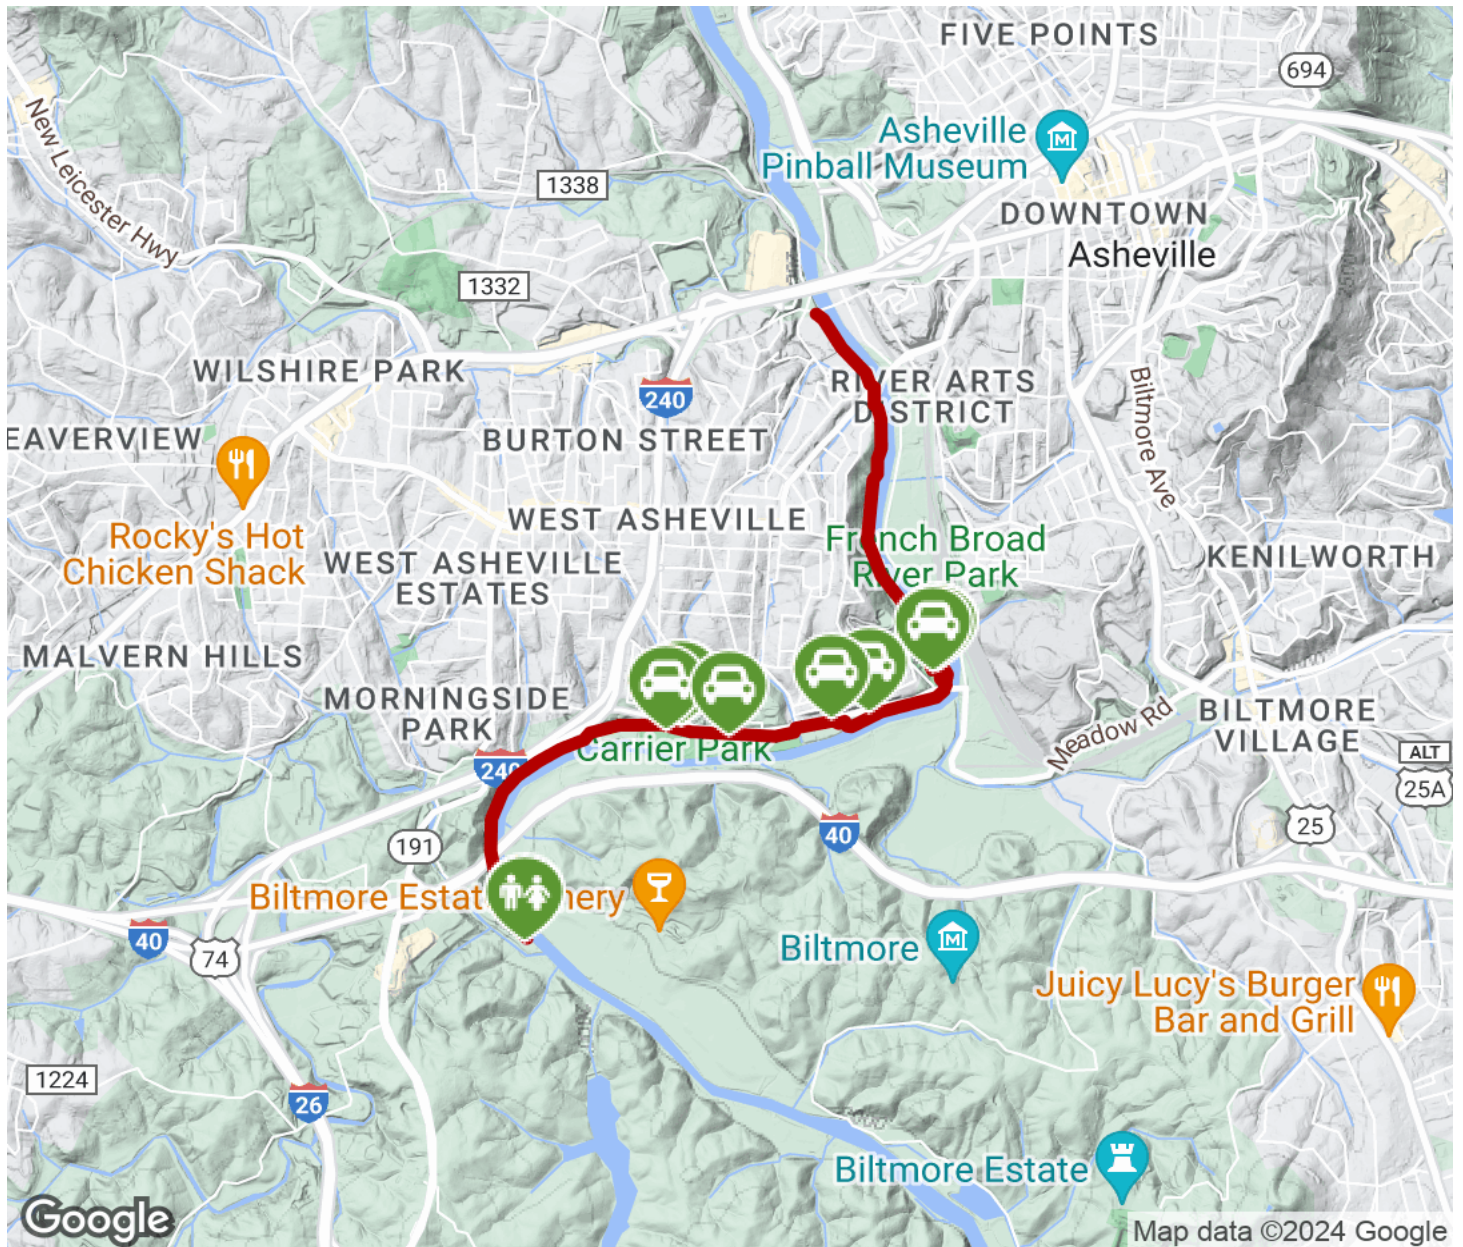 FIVE POINTS
694
Asheville
Pinball Museum
New Leicester Hwy
1338
DOWNTOWN
Asheville
1332
WILSHIRE PARK
RIVER ARTS
DISTRICT
240
Biltmore Ave
EAVERVIEW
BURTON STREET
WEST ASHEVILLE
Rocky's Hot
Chicken Shack
French Broad
River Park
WEST ASHEVILLE
ESTATES
KENILWORTH
MALVERN HILLS
MORNINGSIDE
PARK
Meadow Rd
BILTMORE
VILLAGE
Carrier Park
ALT
25A
240
40
25
191
Biltmore Estat nery
40
74
Biltmore
Juicy Lucy's Burger
Bar and Grill
1224
26
Biltmore Estate
Google
Map data ©2024 Google